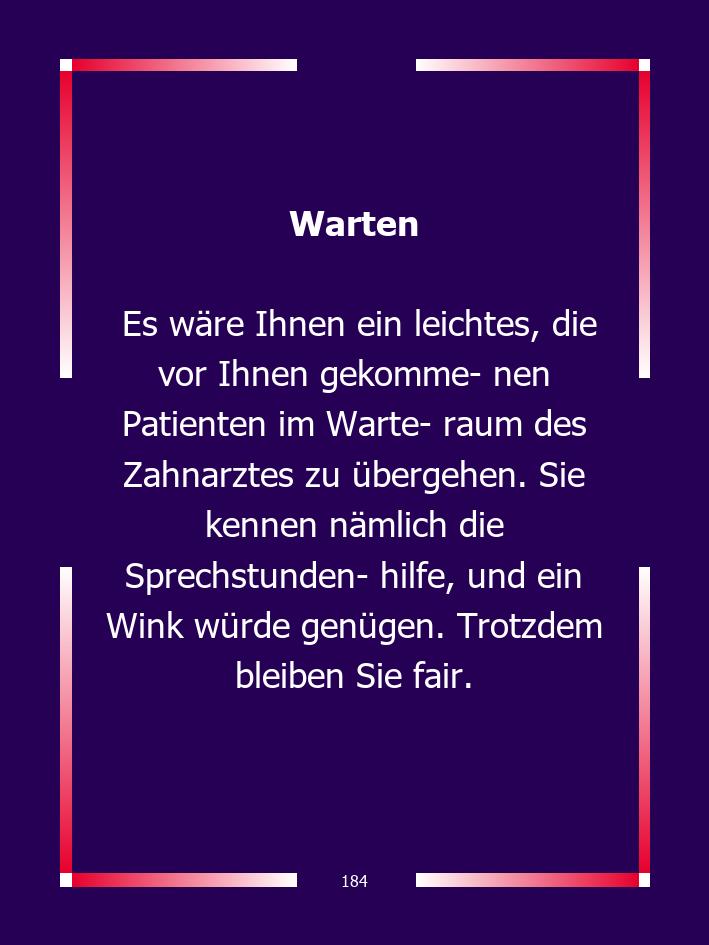 Warten
Es wäre Ihnen ein leichtes, die
vor Ihnen gekomme- nen
Patienten im Warte- raum des
Zahnarztes zu übergehen. Sie
kennen nämlich die
Sprechstunden- hilfe, und ein
Wink würde genügen. Trotzdem
bleiben Sie fair.
184